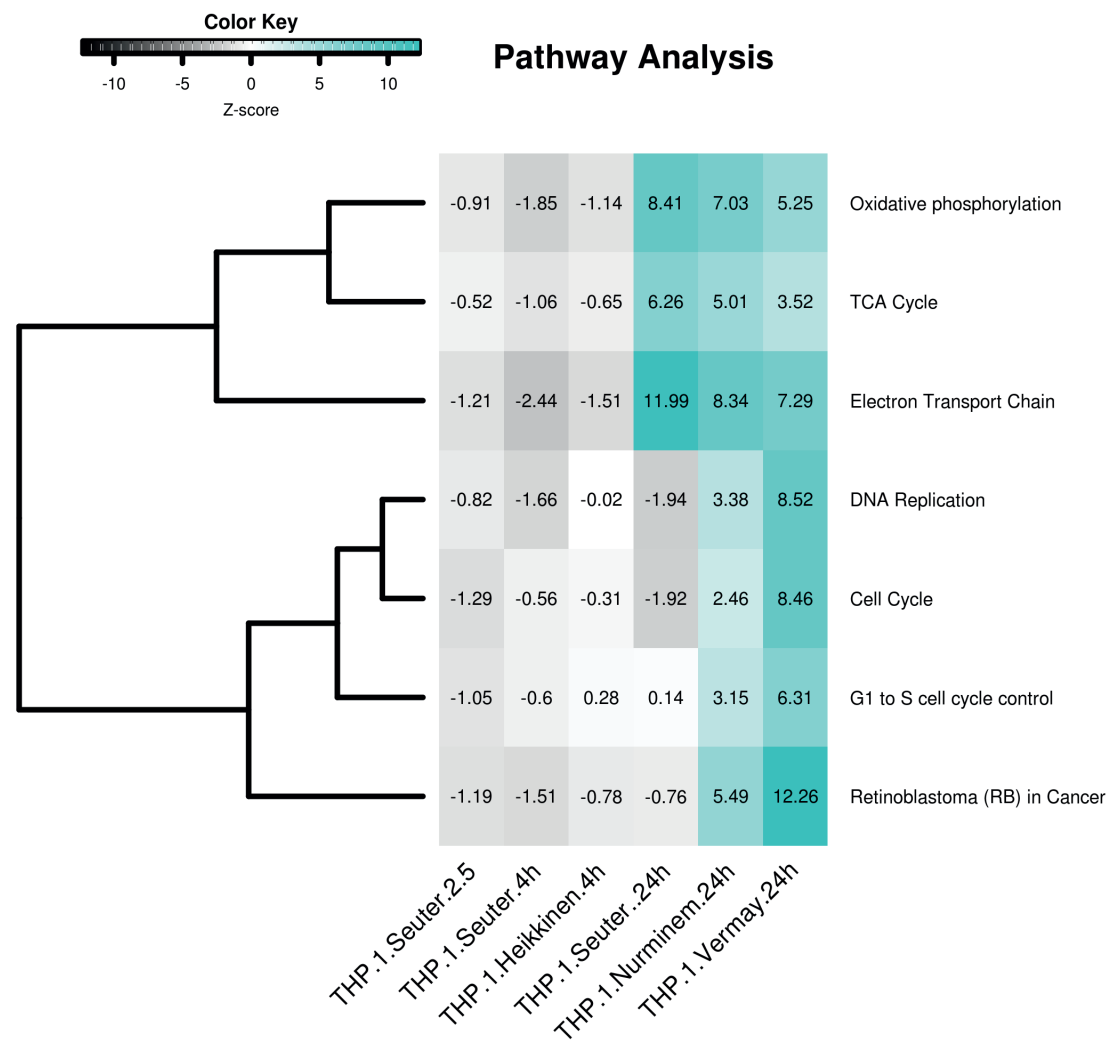 Color Key
-10 -5 0 5 10
Z-score
Pathway Analysis
-0.91 -1.85 -1.14 8.41 7.03 5.25 Oxidative phosphorylation
-0.52 -1.06 -0.65 6.26 5.01 3.52 TCA Cycle
-1.21 -2.44 -1.51 11.99 8.34 7.29 Electron Transport Chain
-0.82 -1.66 -0.02 -1.94 3.38 8.52 DNA Replication
-1.29 -0.56 -0.31 -1.92 2.46 8.46 Cell Cycle
-1.05 -0.6 0.28 0.14 3.15 6.31 G1 to S cell cycle control
-1.19 -1.51 -0.78 -0.76 5.49 12.26 Retinoblastoma (RB) in Cancer
THP.1.Seuter.2.5
THP.1.Seuter.4h
THP.1.Heikkinen.4h
THP.1.Seuter..24h
THP.1.Nurminem.24h
THP.1.Vermay.24h